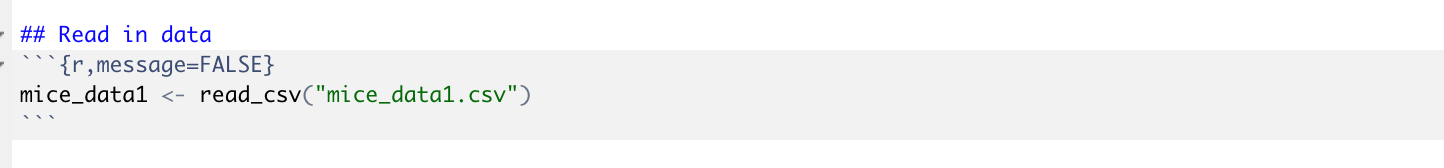 ## Read in data
```{r,message=FALSE}
mice_data1 <- read_csv("mice_data1.csv")
```